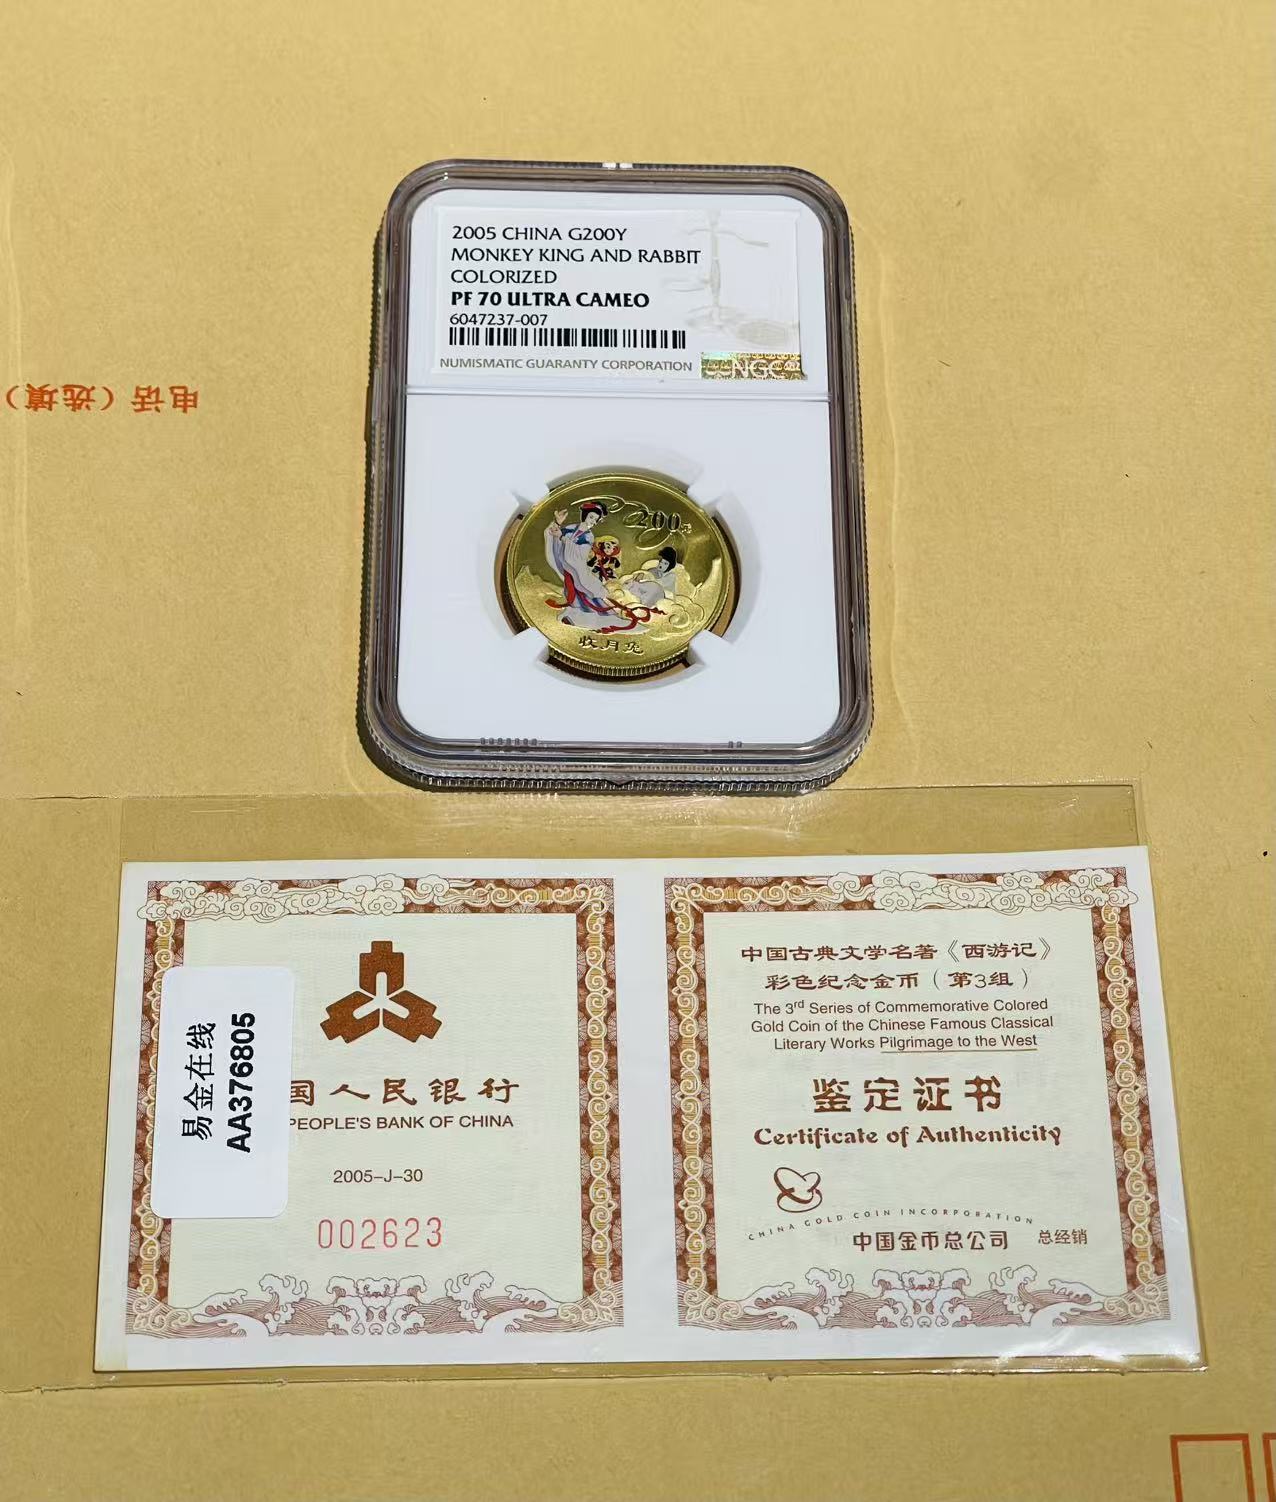 2005 CHINA G200Y
MONKEY KING AND RABBIT
COLORIZED
PF 70 ULTRA CAMEO
6047237-007
NUMISMATIC GUARANTY CORPORATION
NGC
电话（选填）
200元
收月兔
易金在线
AA376805
国人民银行
PEOPLE'S BANK OF CHINA
2005-J-30
002623
中国古典文学名著《西游记》
彩色纪念金币（第3组）
The 3rd Series of Commemorative Colored
Gold Coin of the Chinese Famous Classical
Literary Works Pilgrimage to the West
鉴定证书
Certificate of Authenticity
CHINA GOLD COIN INCORPORATION
中国金币总公司 总经销